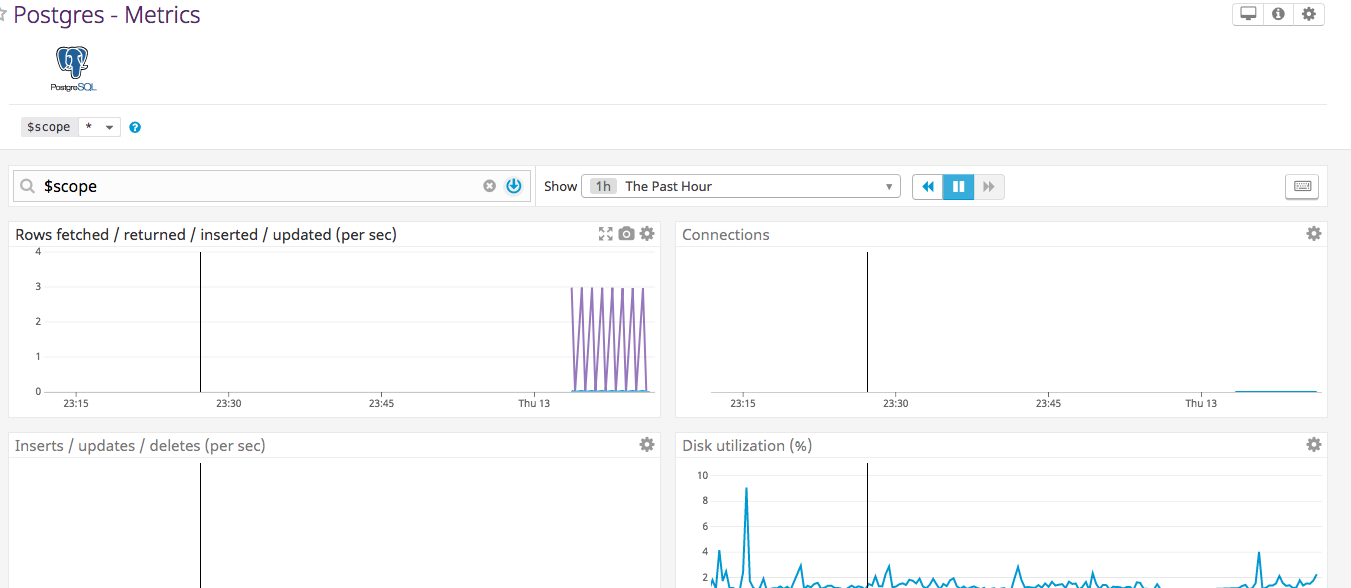 Postgres - Metrics
PostgreSQL
$scope * 
$scope
Show 1h The Past Hour
Rows fetched / returned / inserted / updated (per sec)
4
3
2
1
0
23:15 23:30 23:45 Thu 13
Connections
23:15 23:30 23:45 Thu 13
Inserts / updates / deletes (per sec)
Disk utilization (%)
10
8
6
4
2